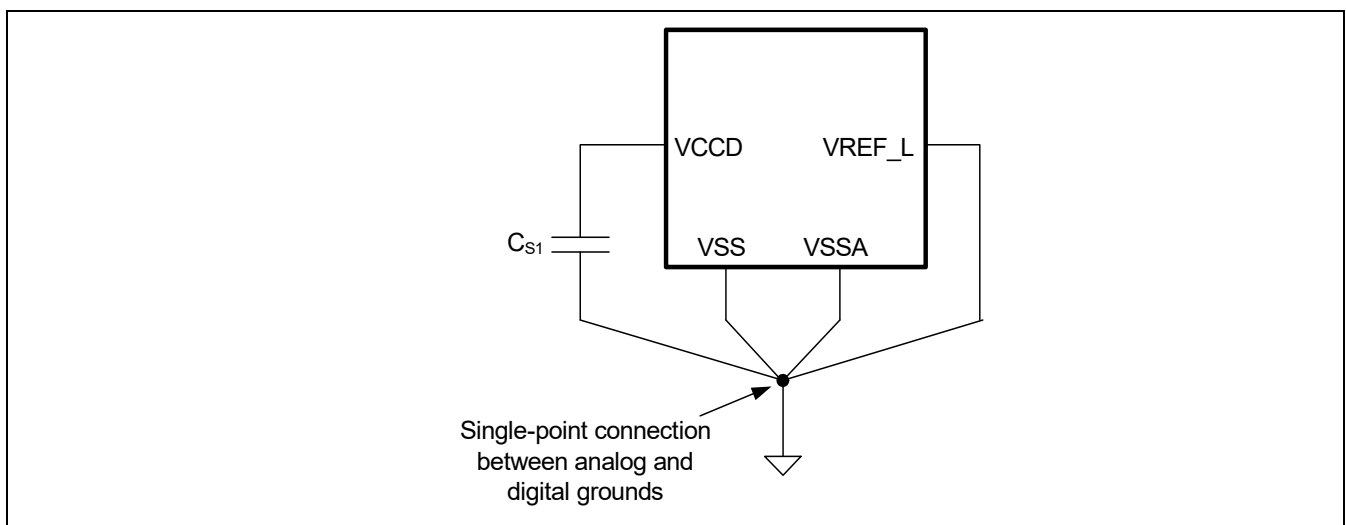 VCCD VREF_L
CS1
VSS VSSA
Single-point connection
between analog and
digital grounds